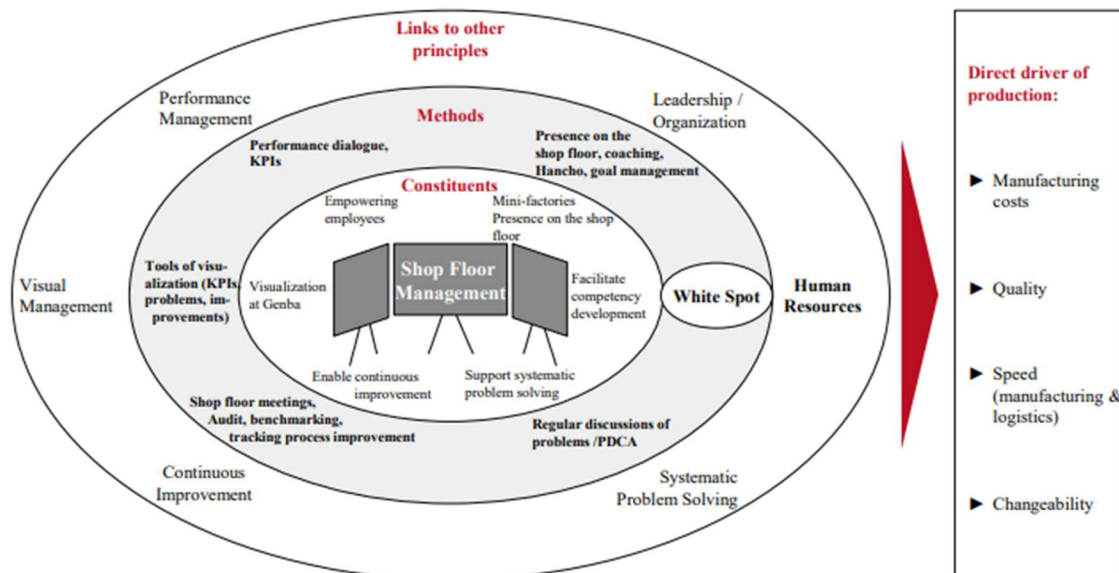 Links to other
principles
Performance
Management
Leadership /
Organization
Methods
Performance dialogue,
KPIs
Presence on the
shop floor, coaching,
Hancho, goal management
Constituents
Empowering
employees
Mini-factories
Presence on the shop
floor
Visual
Management
Tools of visu-
alization (KPIs,
problems, im-
provements)
Visualization
at Genba
Shop Floor
Management
Facilitate
competency
development
White Spot
Human
Resources
Enable continuous
improvement
Support systematic
problem solving
Shop floor meetings,
Audit, benchmarking,
tracking process improvement
Regular discussions of
problems /PDCA
Continuous
Improvement
Systematic
Problem Solving
Direct driver of
production:
► Manufacturing
costs
► Quality
► Speed
(manufacturing &
logistics)
► Changeability